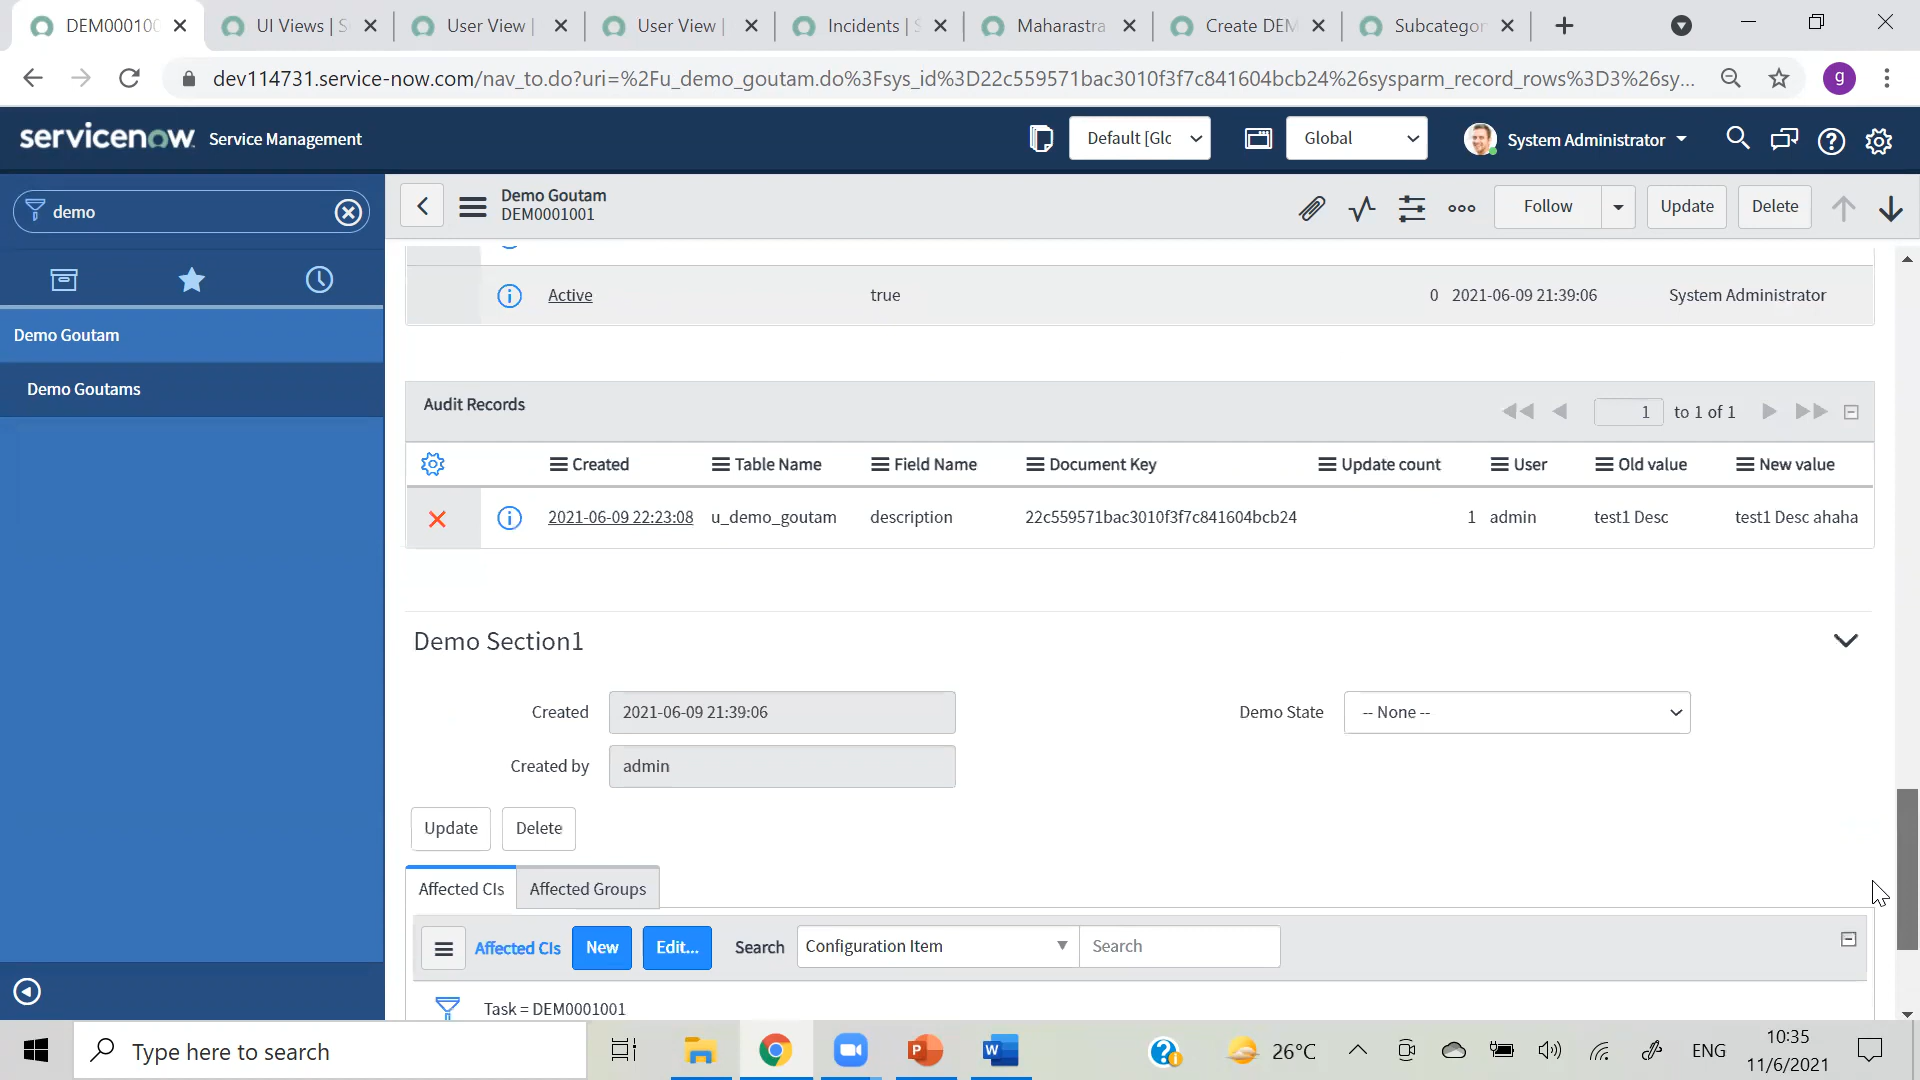 DEM000100
UI Views | S
User View |
User View |
Incidents | S
Maharastra
Create DEM
Subcategor
dev114731.service-now.com/nav_to.do?uri=%2Fu_demo_goutam.do%3Fsys_id%3D22c559571bac3010f3f7c841604bcb24%26sysparm_record_rows%3D3%26sy...
g
servicenow Service Management
Default [Glc
Global
System Administrator
demo
Demo Goutam
DEM0001001
Follow
Update
Delete
Demo Goutam
Demo Goutams
Active true 0 2021-06-09 21:39:06 System Administrator
Audit Records
1 to 1 of 1
Created Table Name Field Name Document Key Update count User Old value New value
2021-06-09 22:23:08 u_demo_goutam description 22c559571bac3010f3f7c841604bcb24 1 admin test1 Desc test1 Desc ahaha
Demo Section1
Created 2021-06-09 21:39:06
Demo State -- None --
Created by admin
Update
Delete
Affected CIs
Affected Groups
Affected CIs
New
Edit...
Search
Configuration Item
Search
Task = DEM0001001
Type here to search
26°C
ENG
10:35
11/6/2021